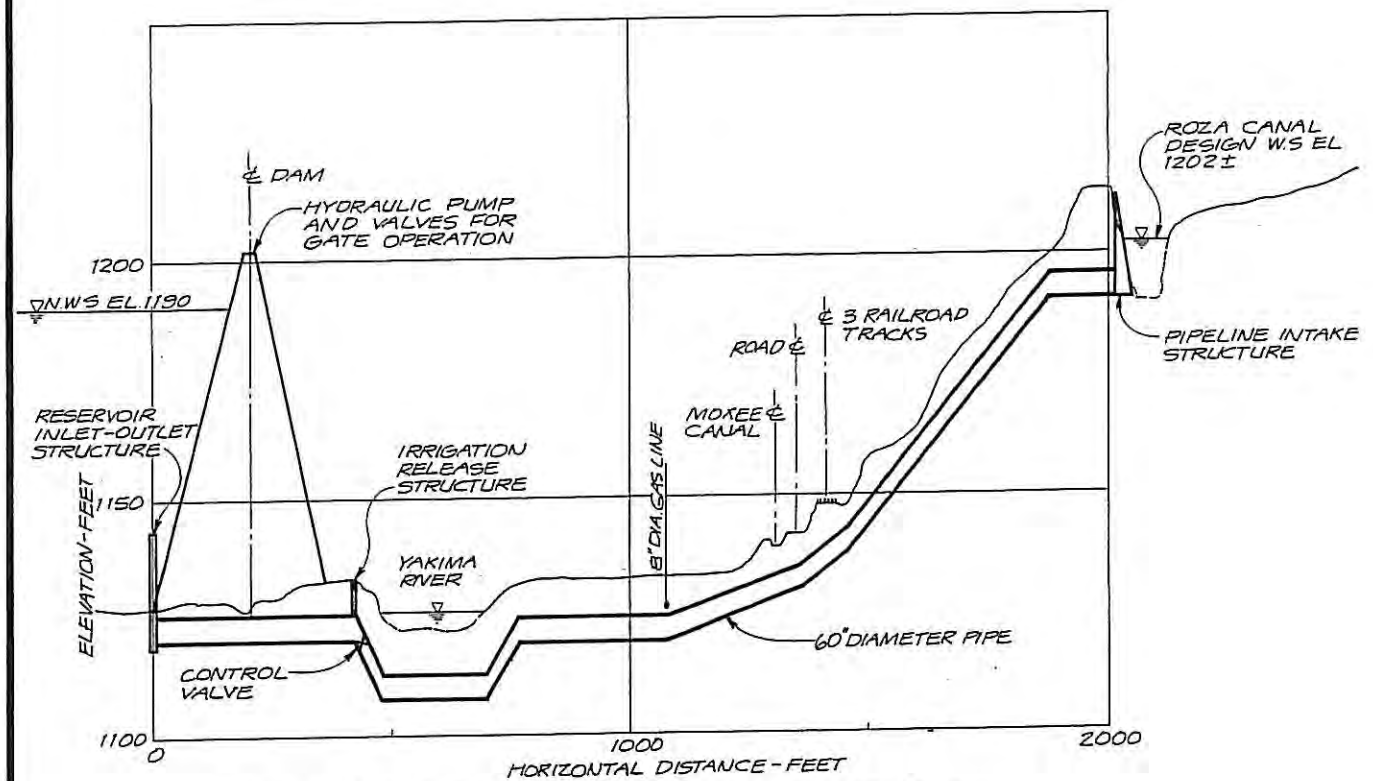 ROZA CANAL
DESIGN W.S EL
1202±
℄ DAM
HYDRAULIC PUMP
AND VALVES FOR
GATE OPERATION
1200
N.W.S EL.1190
℄ 3 RAILROAD
TRACKS
ROAD ℄
PIPELINE INTAKE
STRUCTURE
MOXEE ℄
CANAL
RESERVOIR
INLET-OUTLET
STRUCTURE
IRRIGATION
RELEASE
STRUCTURE
8" DIA. GAS LINE
1150
ELEVATION-FEET
YAKIMA
RIVER
60" DIAMETER PIPE
CONTROL
VALVE
1100
0
1000
2000
HORIZONTAL DISTANCE-FEET